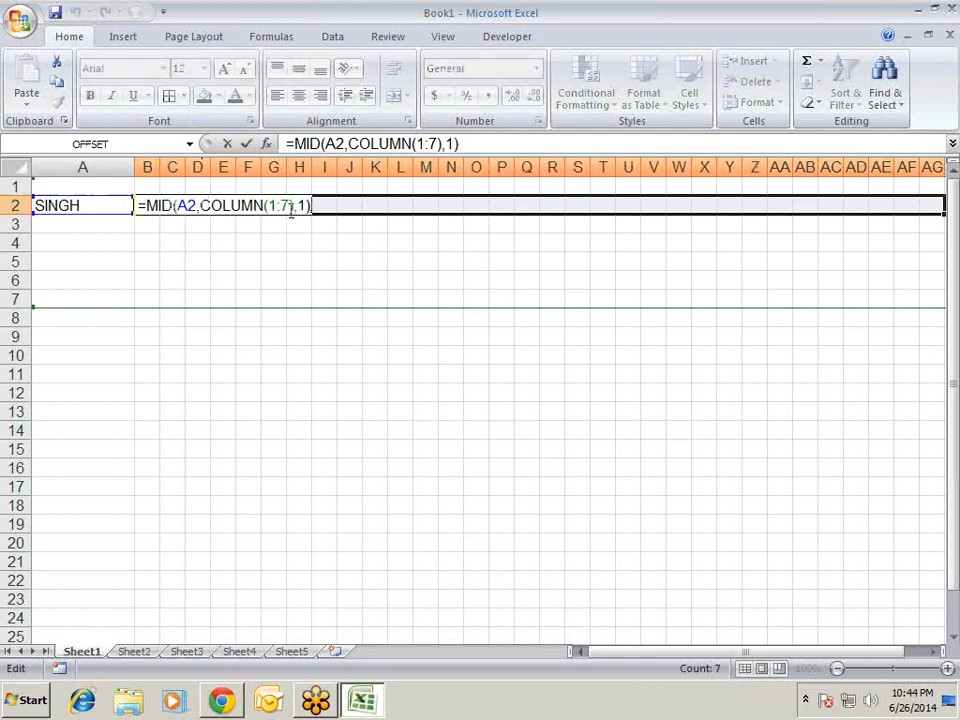 Book1 - Microsoft Excel
Home Insert Page Layout Formulas Data Review View Developer
Paste
Arial 12
B I U A
General
$ % ,
Conditional Formatting
Format as Table
Cell Styles
Insert
Delete
Format
Σ
Sort & Filter
Find & Select
Clipboard Font Alignment Number Styles Cells Editing
OFFSET fx =MID(A2,COLUMN(1:7),1)
A B C D E F G H I J K L M N O P Q R S T U V W X Y Z AA AC AD AE AF AG
1
2 SINGH =MID(A2,COLUMN(1:7),1)
3
4
5
6
7
8
9
10
11
12
13
14
15
16
17
18
19
20
21
22
23
24
25
Sheet1 Sheet2 Sheet3 Sheet4 Sheet5
Edit Count: 7 100%
Start
10:44 PM
6/26/2014